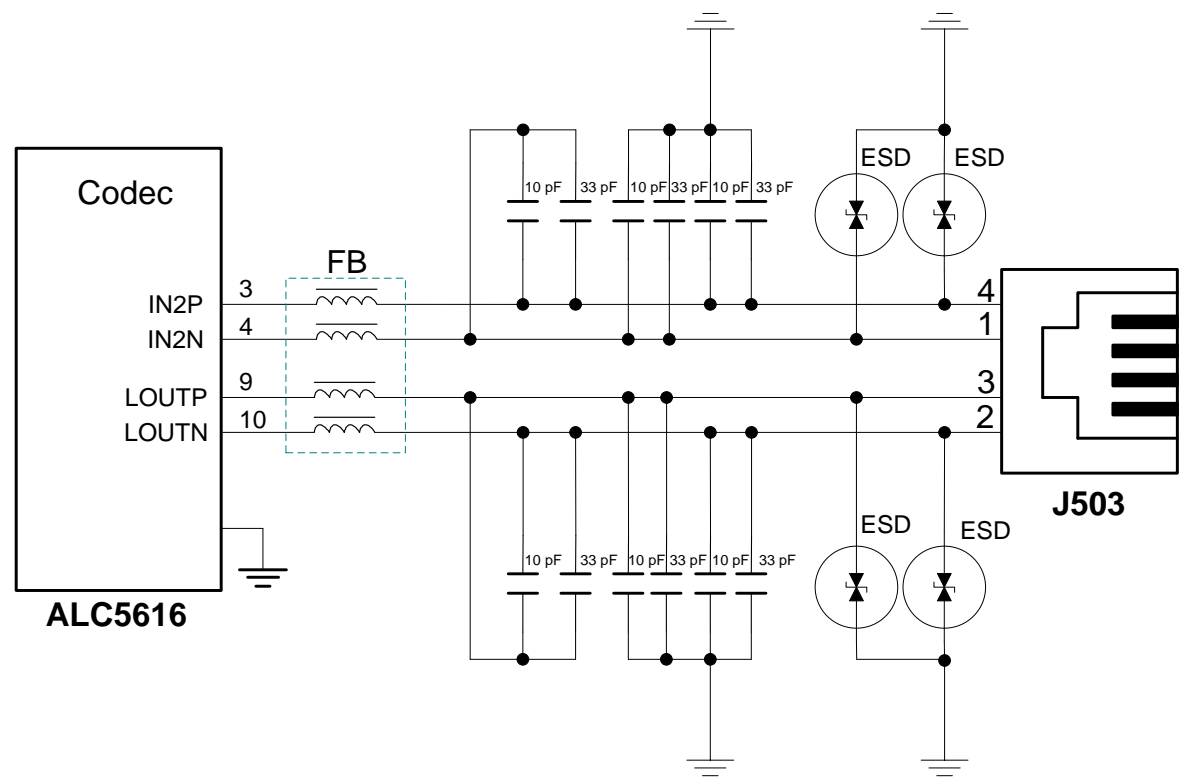 ESD ESD
10 pF 33 pF 10 pF 33 pF 10 pF 33 pF
Codec
FB
IN2P 3 4
IN2N 4 1
LOUTP 9 3
LOUTN 10 2
J503
ESD ESD
10 pF 33 pF 10 pF 33 pF 10 pF 33 pF
ALC5616